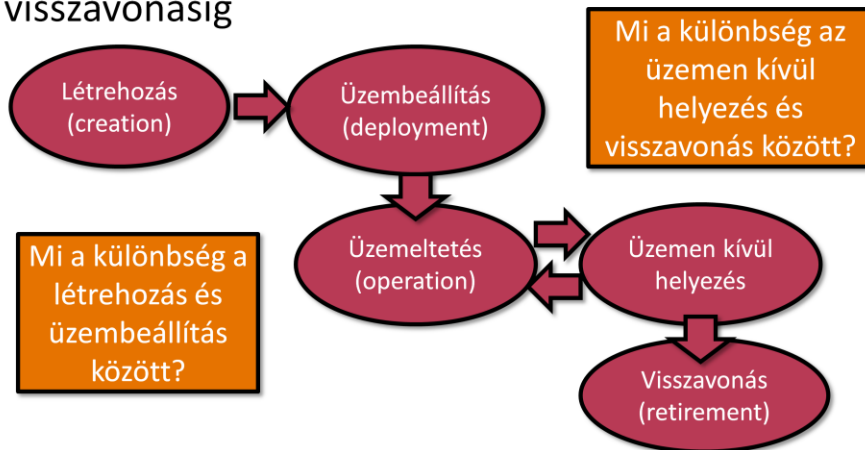 visszavonásig
Létrehozás
(creation)
Üzembeállítás
(deployment)
Mi a különbség az
üzemen kívül
helyezés és
visszavonás között?
Mi a különbség a
létrehozás és
üzembeállítás
között?
Üzemeltetés
(operation)
Üzemen kívül
helyezés
Visszavonás
(retirement)